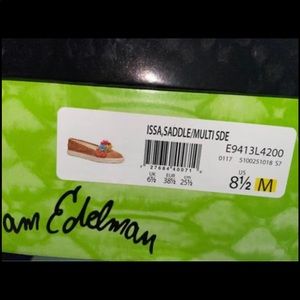 ISSA,SADDLE/MULTI SDE
E9413L4200
0117 5100251018 S7
UK EUR cm
6½ 38½ 25½
US
8½ M
am Edelman